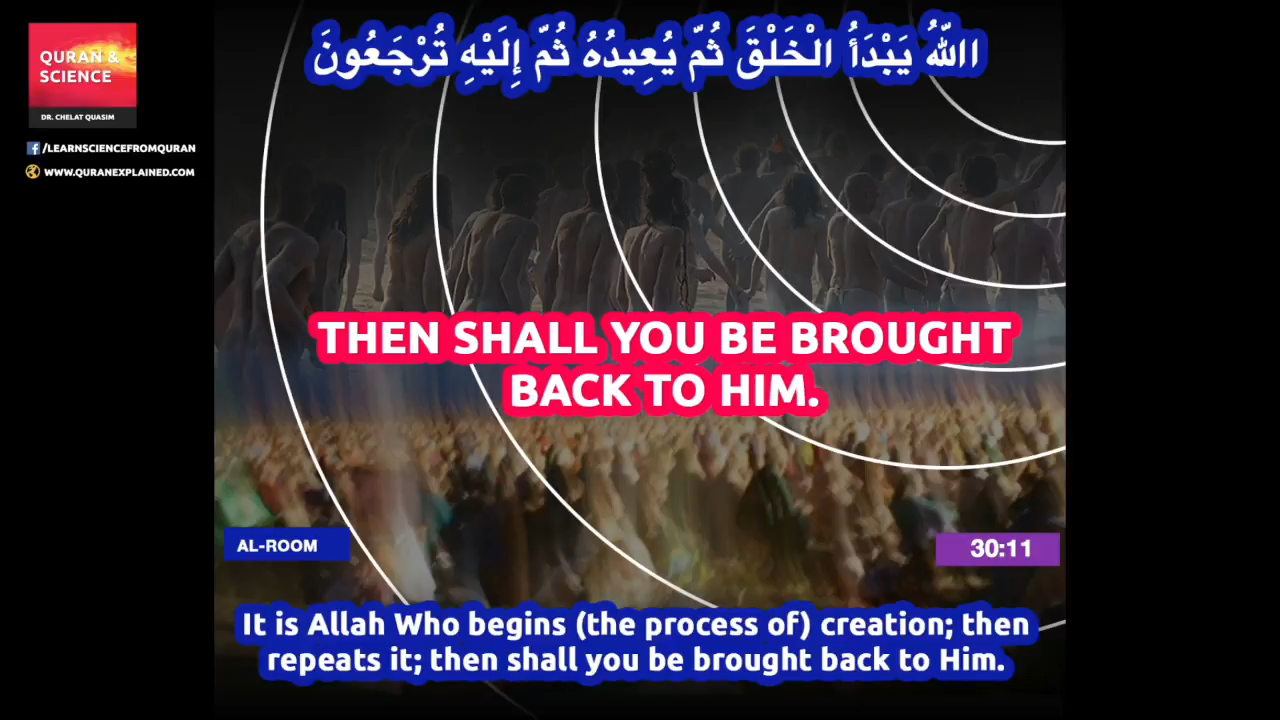 االلهُ يَبْدَأُ الْخَلْقَ ثُمَّ يُعِيدُهُ ثُمَّ إِلَيْهِ تُرْجَعُونَ
QURAN &
SCIENCE
DR. CHELAT QUASIM
/LEARNSCIENCEFROMQURAN
WWW.QURANEXPLAINED.COM
THEN SHALL YOU BE BROUGHT
BACK TO HIM.
AL-ROOM
30:11
It is Allah Who begins (the process of) creation; then
repeats it; then shall you be brought back to Him.